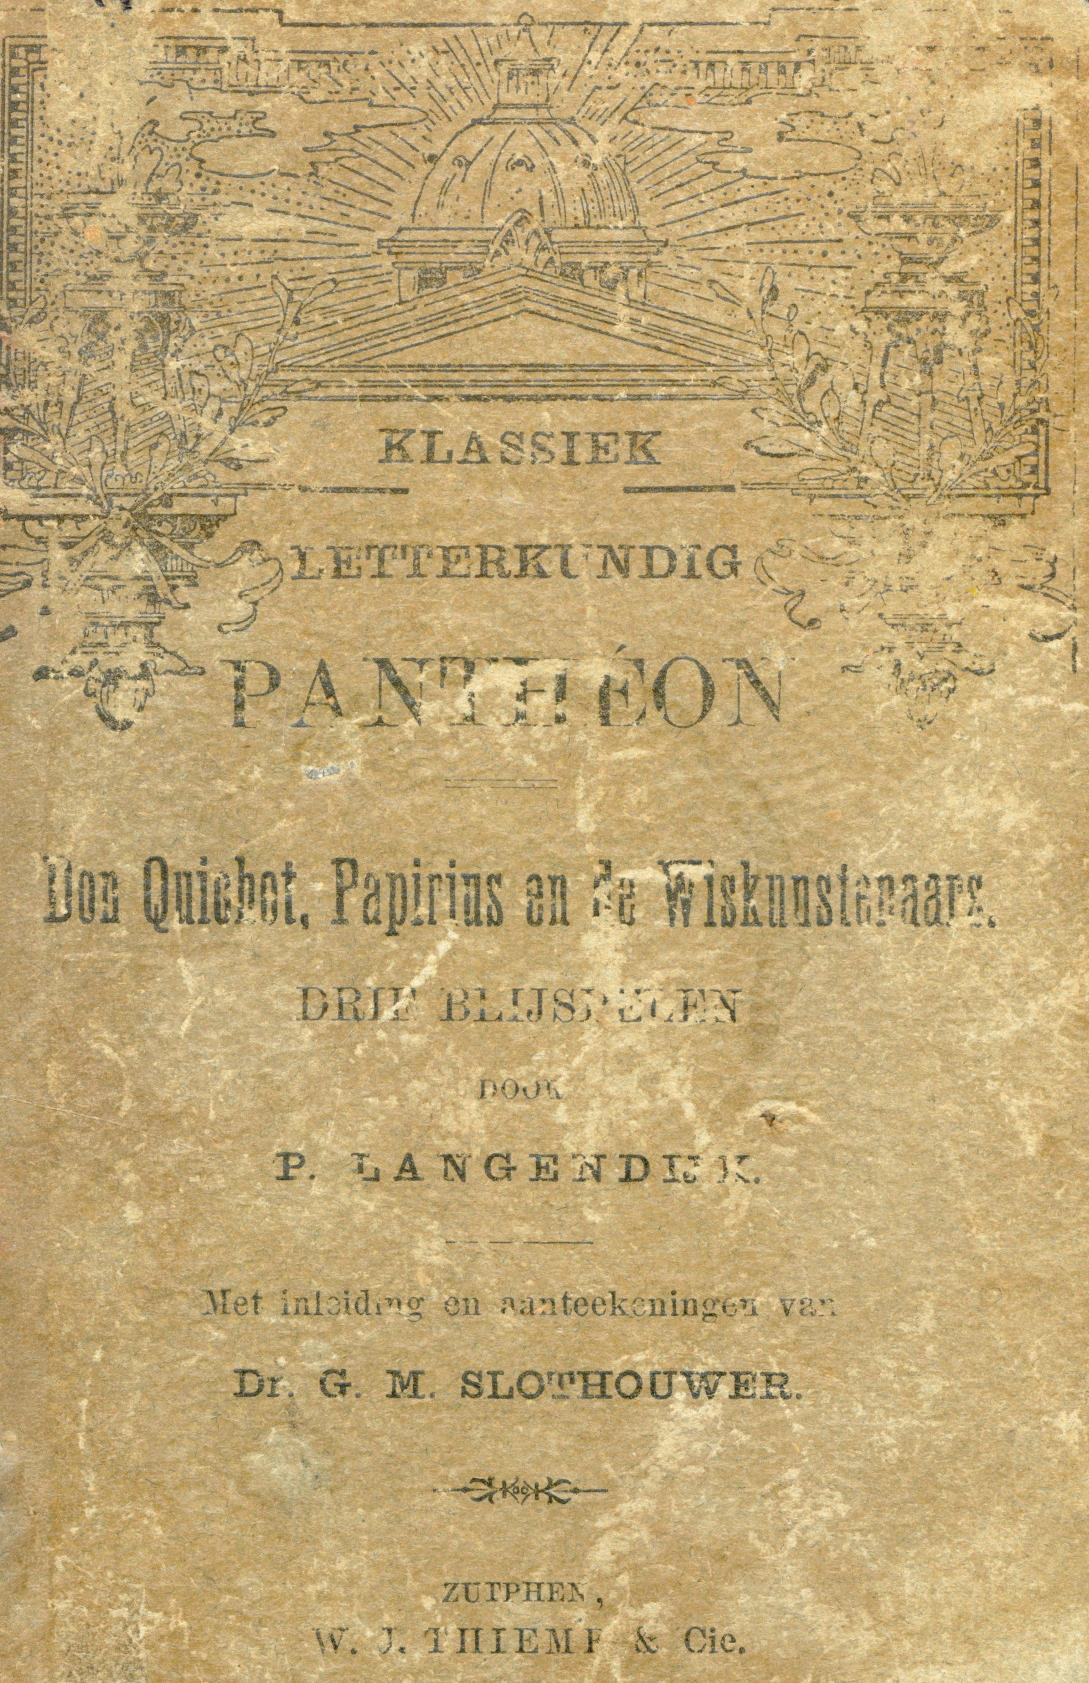 KLASSIEK
LETTERKUNDIG
PANTHÉON
Don Quichot, Papirius en de Wiskunstenaars.
DRIE BLIJSPELEN
DOOR
P. LANGENDIJK.
Met inleiding en aanteekeningen van
Dr. G. M. SLOTHOUWER.
ZUTPHEN,
W. J. THIEME & Cie.